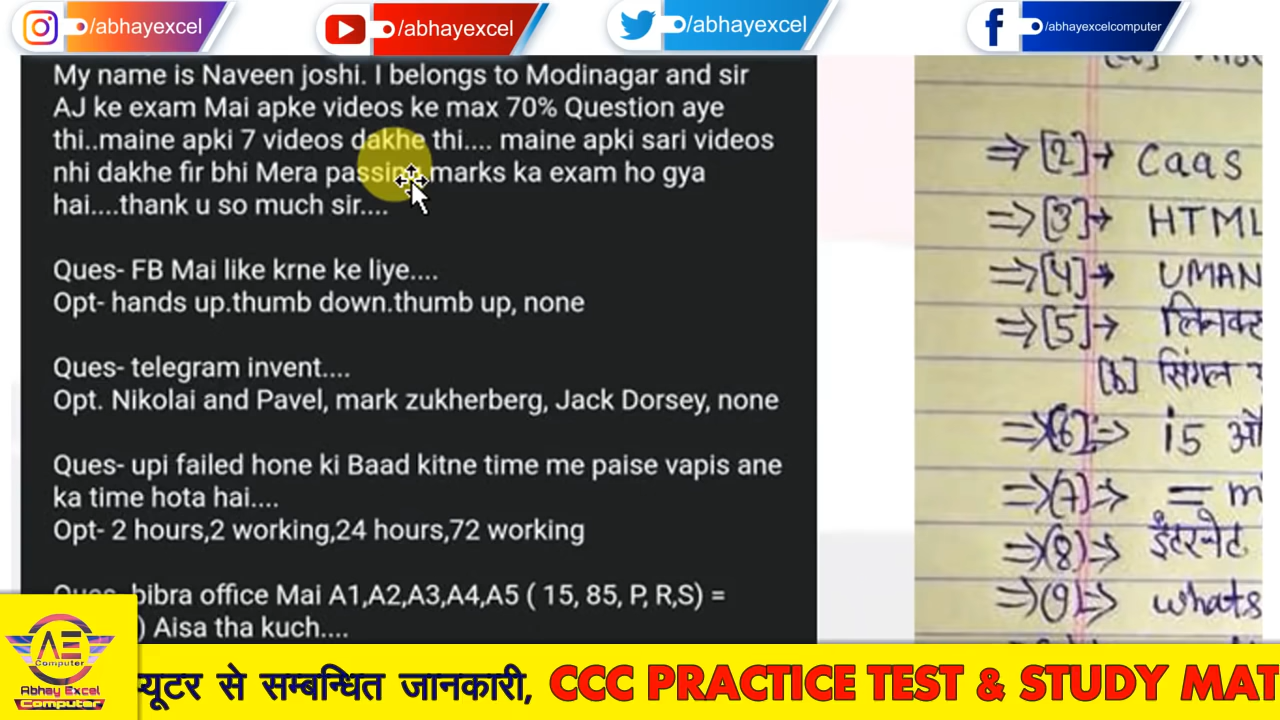 /abhayexcel
/abhayexcel
/abhayexcel
/abhayexcelcomputer
My name is Naveen joshi. I belongs to Modinagar and sir
AJ ke exam Mai apke videos ke max 70% Question aye
thi..maine apki 7 videos dakhe thi.... maine apki sari videos
nhi dakhe fir bhi Mera passing marks ka exam ho gya
hai....thank u so much sir....
Ques- FB Mai like krne ke liye....
Opt- hands up.thumb down.thumb up, none
Ques- telegram invent....
Opt. Nikolai and Pavel, mark zukherberg, Jack Dorsey, none
Ques- upi failed hone ki Baad kitne time me paise vapis ane
ka time hota hai....
Opt- 2 hours,2 working,24 hours,72 working
Ques- bibra office Mai A1,A2,A3,A4,A5 ( 15, 85, P, R,S) =
) Aisa tha kuch....
⇒ [2]→ Caas
⇒ [3]→ HTML
⇒ [4]→ UMAN
⇒ [5]→ लिनक्स
[b] सिंगल
⇒ (6) ⇒ i5 औ
⇒ (7) ⇒ = m
⇒ (8) ⇒ इंटरनेट
⇒ (9) ⇒ whats
AE
Computer
Abhay Excel
Computer
प्यूटर से सम्बन्धित जानकारी, CCC PRACTICE TEST & STUDY MAT